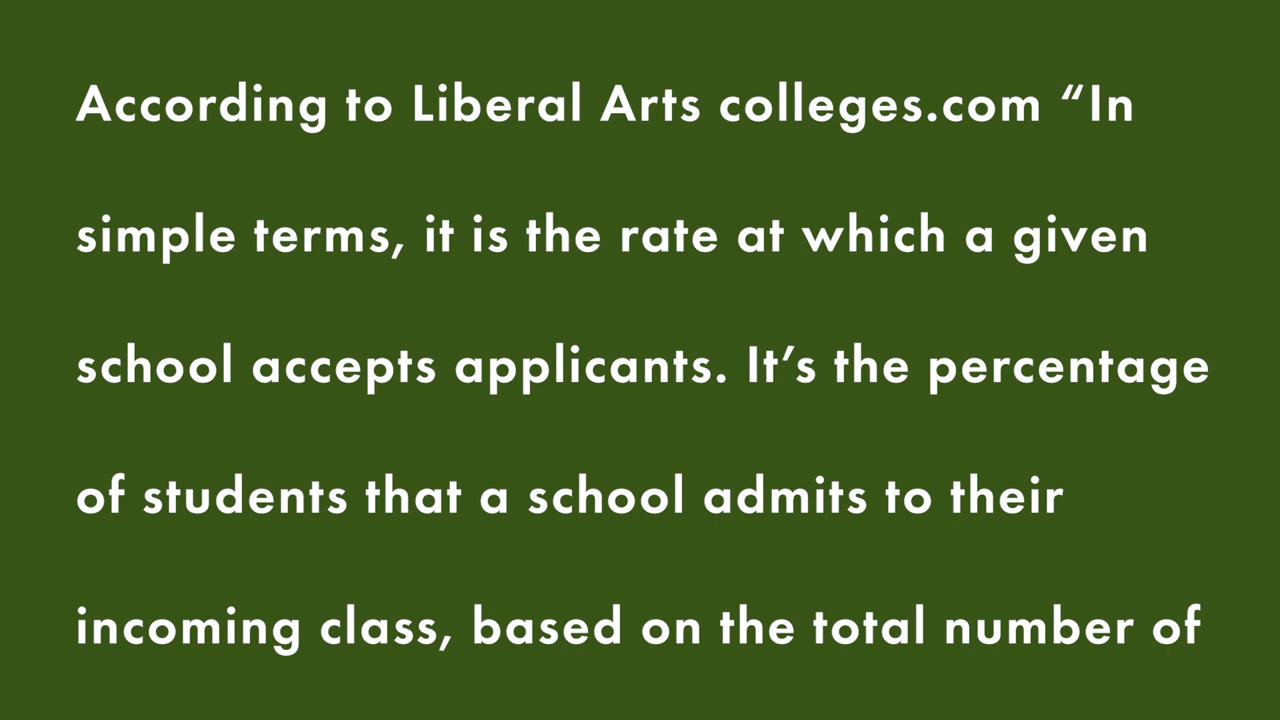 According to Liberal Arts colleges.com “In
simple terms, it is the rate at which a given
school accepts applicants. It’s the percentage
of students that a school admits to their
incoming class, based on the total number of